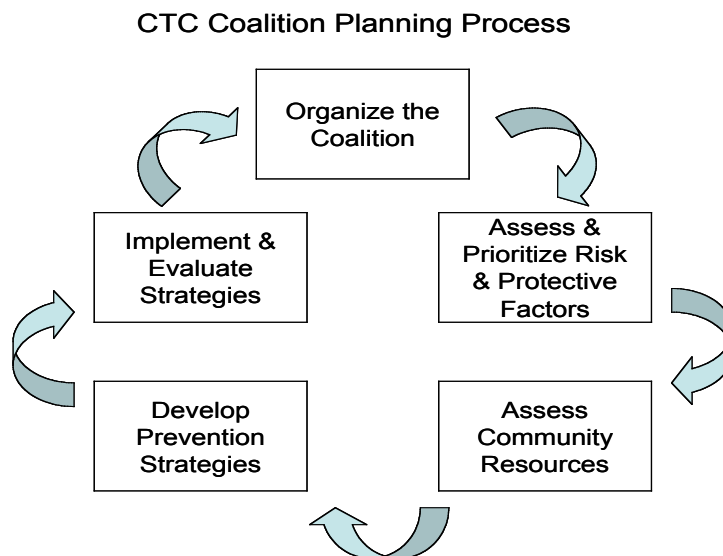 CTC Coalition Planning Process
Organize the
Coalition
Assess &
Prioritize Risk
& Protective
Factors
Assess
Community
Resources
Develop
Prevention
Strategies
Implement &
Evaluate
Strategies